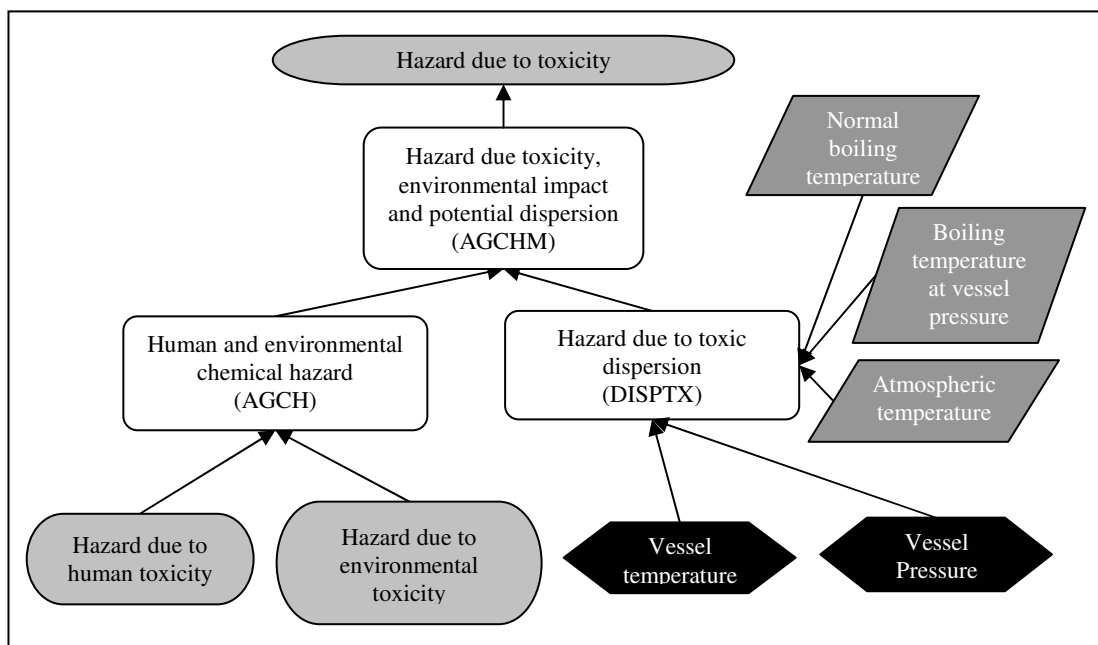 Hazard due to toxicity
Hazard due toxicity,
environmental impact
and potential dispersion
(AGCHM)
Normal
boiling
temperature
Boiling
temperature
at vessel
pressure
Human and environmental
chemical hazard
(AGCH)
Hazard due to toxic
dispersion
(DISPTX)
Atmospheric
temperature
Hazard due to
human toxicity
Hazard due to
environmental
toxicity
Vessel
temperature
Vessel
Pressure